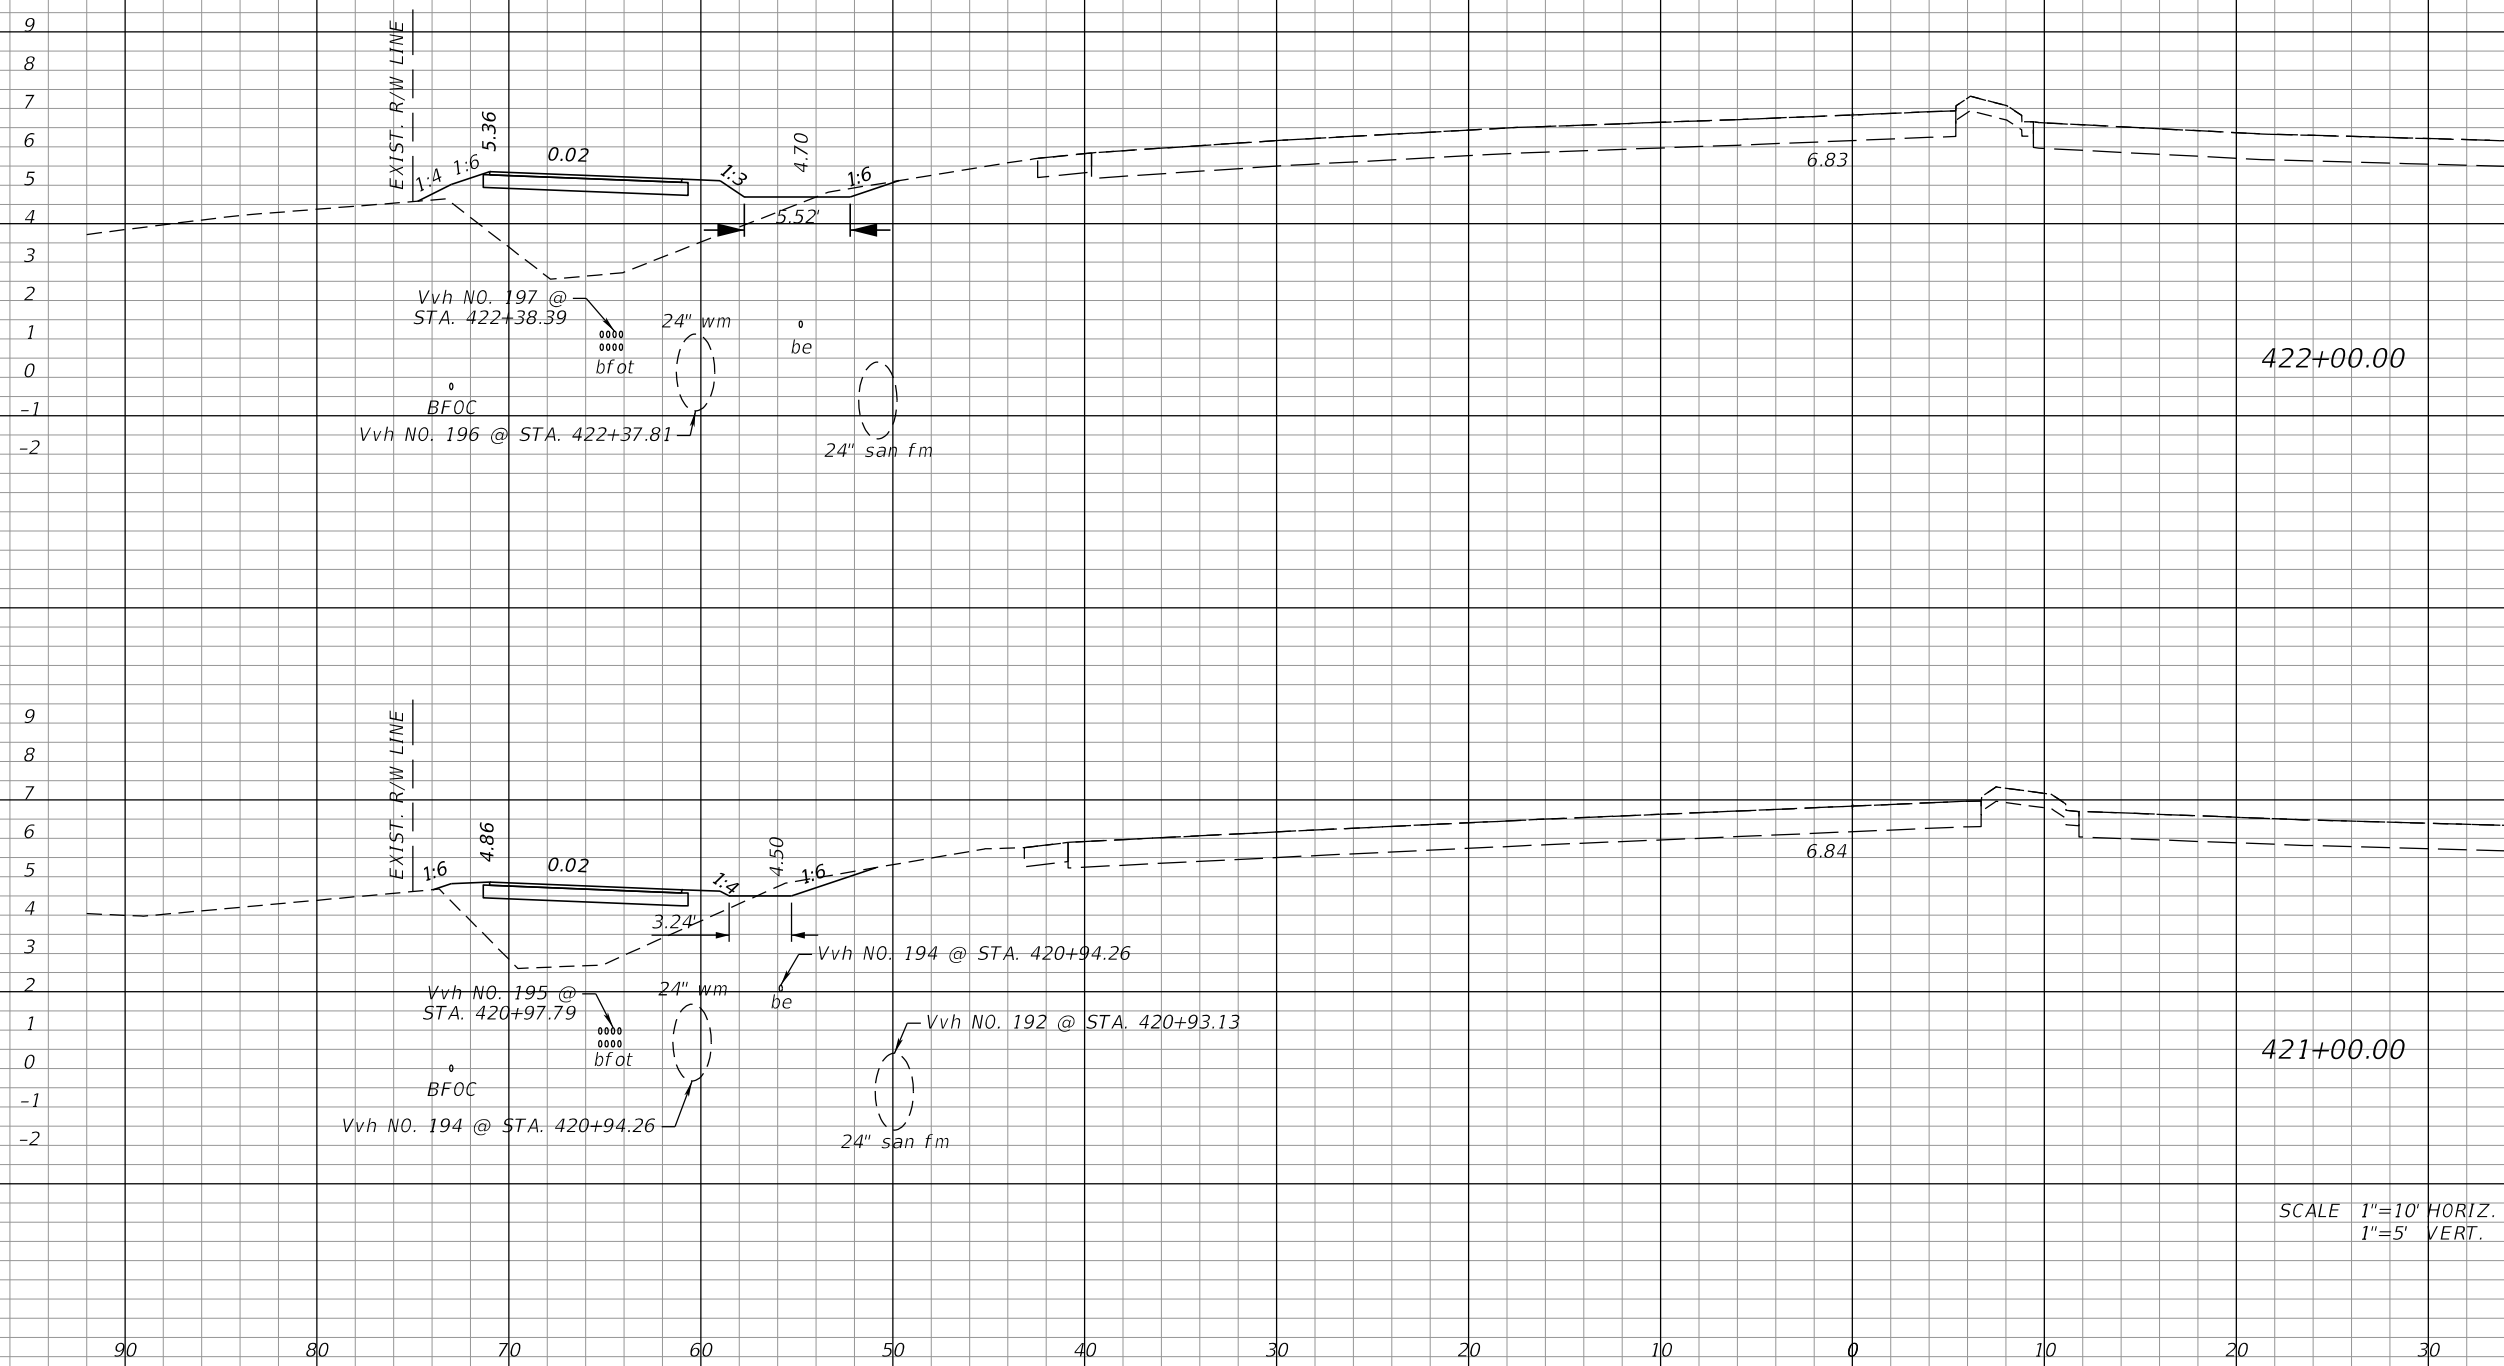 9
8
7
6
5
4
3
2
1
0
-1
-2
EXIST. R/W LINE
1:4
1:6
5.36
0.02
1:3
4.70
1:6
5.52'
6.83
Vvh NO. 197 @
STA. 422+38.39
24" wm
bfot
be
BFOC
Vvh NO. 196 @ STA. 422+37.81
24" san fm
422+00.00
9
8
7
6
5
4
3
2
1
0
-1
-2
EXIST. R/W LINE
1:6
4.86
0.02
1:4
4.50
1:6
3.24'
6.84
Vvh NO. 194 @ STA. 420+94.26
Vvh NO. 195 @
STA. 420+97.79
24" wm
be
bfot
Vvh NO. 192 @ STA. 420+93.13
BFOC
Vvh NO. 194 @ STA. 420+94.26
24" san fm
421+00.00
SCALE 1"=10' HORIZ.
1"=5' VERT.
90 80 70 60 50 40 30 20 10 0 10 20 30